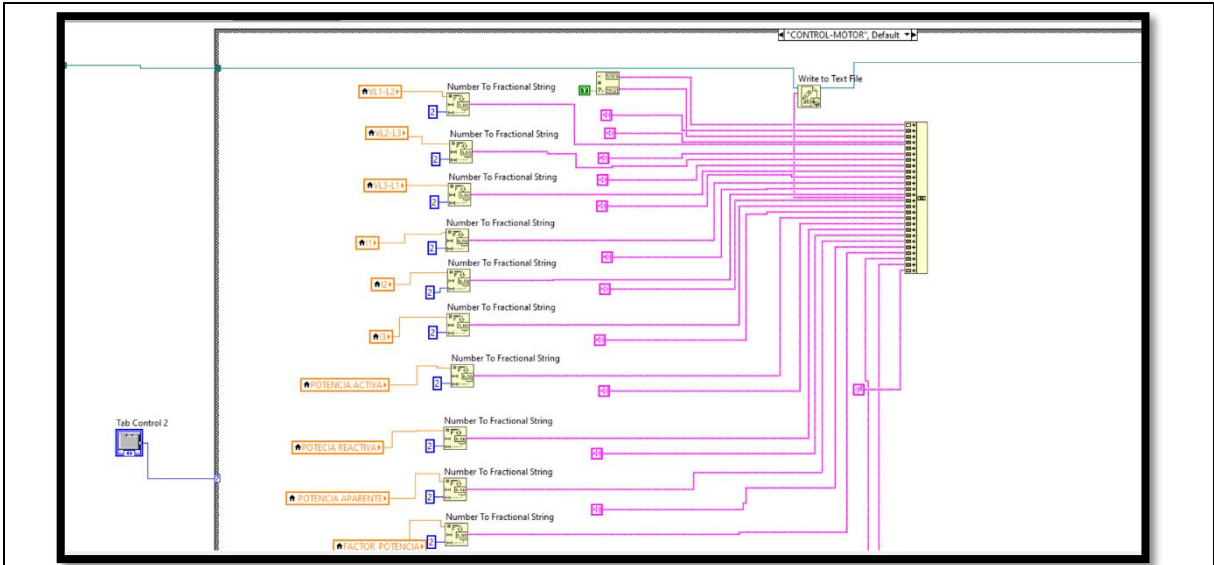 "CONTROL-MOTOR", Default
Write to Text File
VL1-L2
Number To Fractional String
2
VL2-L3
Number To Fractional String
2
VL3-L1
Number To Fractional String
2
I1
Number To Fractional String
2
I2
Number To Fractional String
2
I3
Number To Fractional String
2
POTENCIA ACTIVA
Number To Fractional String
2
Tab Control 2
POTECIA REACTIVA
Number To Fractional String
2
POTENCIA APARENTE
Number To Fractional String
2
FACTOR POTENCIA
Number To Fractional String
2